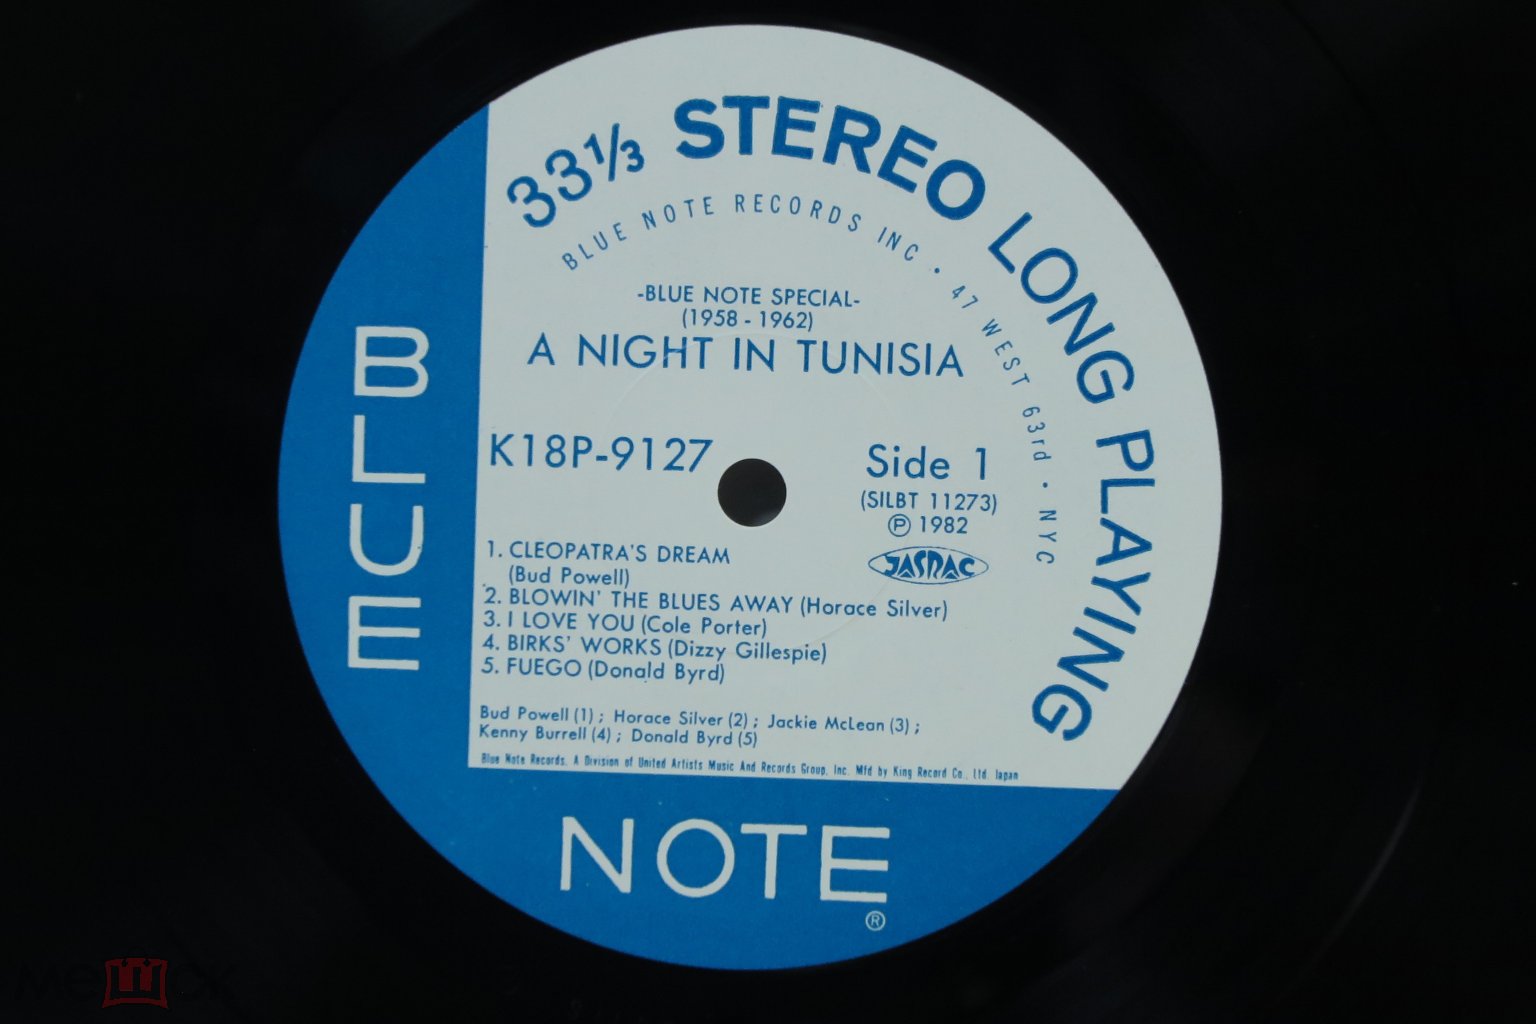 33⅓ STEREO LONG PLAYING
BLUE NOTE RECORDS INC • 47 WEST 63rd • NYC
-BLUE NOTE SPECIAL-
(1958 - 1962)
A NIGHT IN TUNISIA
K18P-9127
Side 1
(SILBT 11273)
Ⓟ 1982
JASRAC
1. CLEOPATRA'S DREAM
(Bud Powell)
2. BLOWIN' THE BLUES AWAY (Horace Silver)
3. I LOVE YOU (Cole Porter)
4. BIRKS' WORKS (Dizzy Gillespie)
5. FUEGO (Donald Byrd)
Bud Powell (1) ; Horace Silver (2) ; Jackie McLean (3) ;
Kenny Burrell (4) ; Donald Byrd (5)
Blue Note Records. A Division of United Artists Music And Records Group, Inc. Mfd by King Record Co., Ltd. Japan
BLUE
NOTE
®
мешок